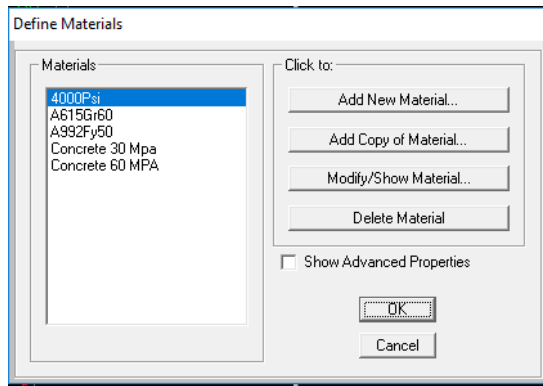 Define Materials
Materials
4000Psi
A615Gr60
A992Fy50
Concrete 30 Mpa
Concrete 60 MPA
Click to:
Add New Material...
Add Copy of Material...
Modify/Show Material...
Delete Material
Show Advanced Properties
OK
Cancel